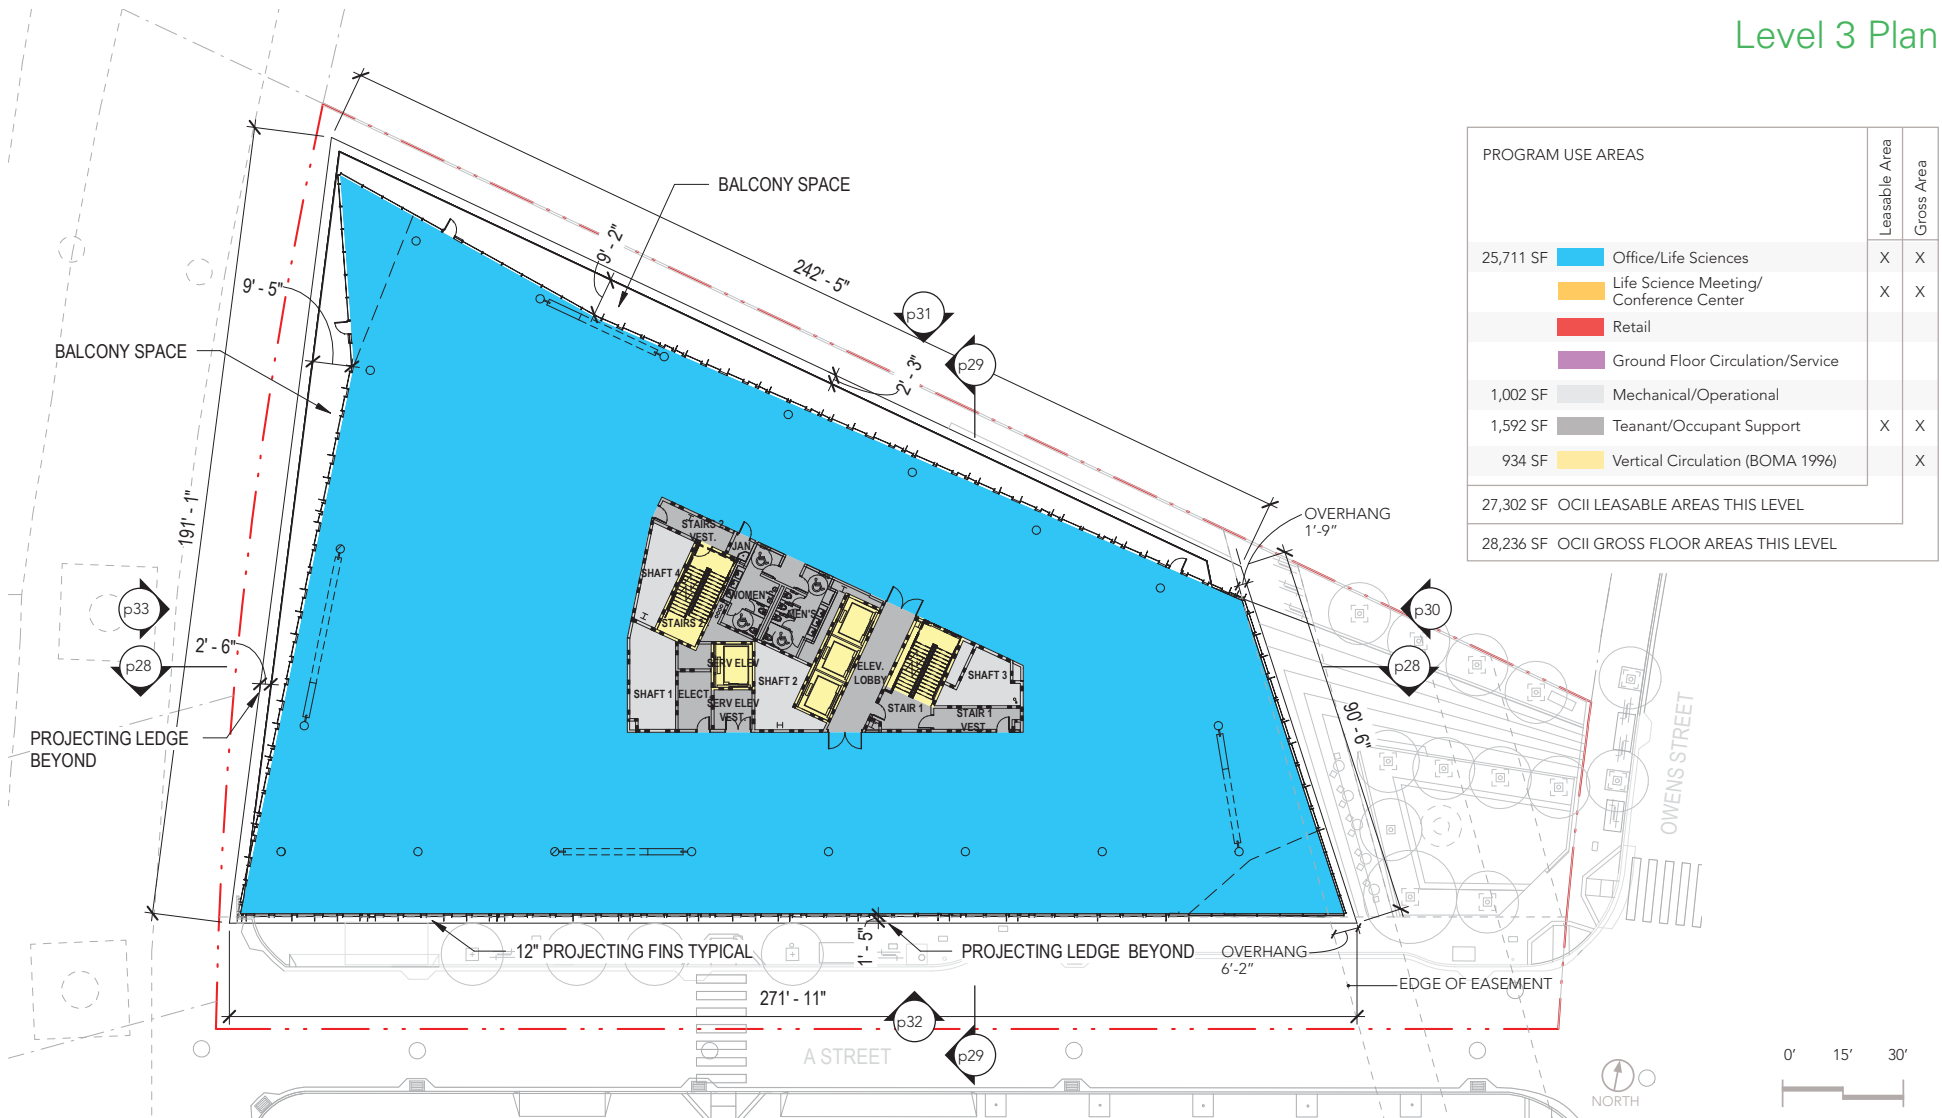 Level 3 Plan
PROGRAM USE AREAS
Leasable Area
Gross Area
25,711 SF Office/Life Sciences X X
Life Science Meeting/
Conference Center X X
Retail
Ground Floor Circulation/Service
1,002 SF Mechanical/Operational
1,592 SF Teanant/Occupant Support X X
934 SF Vertical Circulation (BOMA 1996) X
27,302 SF OCII LEASABLE AREAS THIS LEVEL
28,236 SF OCII GROSS FLOOR AREAS THIS LEVEL
BALCONY SPACE
9' - 2"
242' - 5"
9' - 5"
p31
p29
2' - 3"
BALCONY SPACE
191' - 1"
OVERHANG
1'-9"
STAIRS 2
VEST.
JAN
SHAFT 4
WOMEN'S
MEN'S
STAIRS 2
SERV ELEV
ELEV.
LOBBY
SHAFT 1
ELECT
SHAFT 2
SHAFT 3
SERV ELEV
VEST.
STAIR 1
STAIR 1
VEST
p33
p28
2' - 6"
p30
p28
90' - 6"
PROJECTING LEDGE
BEYOND
OWENS STREET
12" PROJECTING FINS TYPICAL
1' - 5"
PROJECTING LEDGE BEYOND
OVERHANG
6'-2"
EDGE OF EASEMENT
271' - 11"
p32
p29
A STREET
NORTH
0' 15' 30'